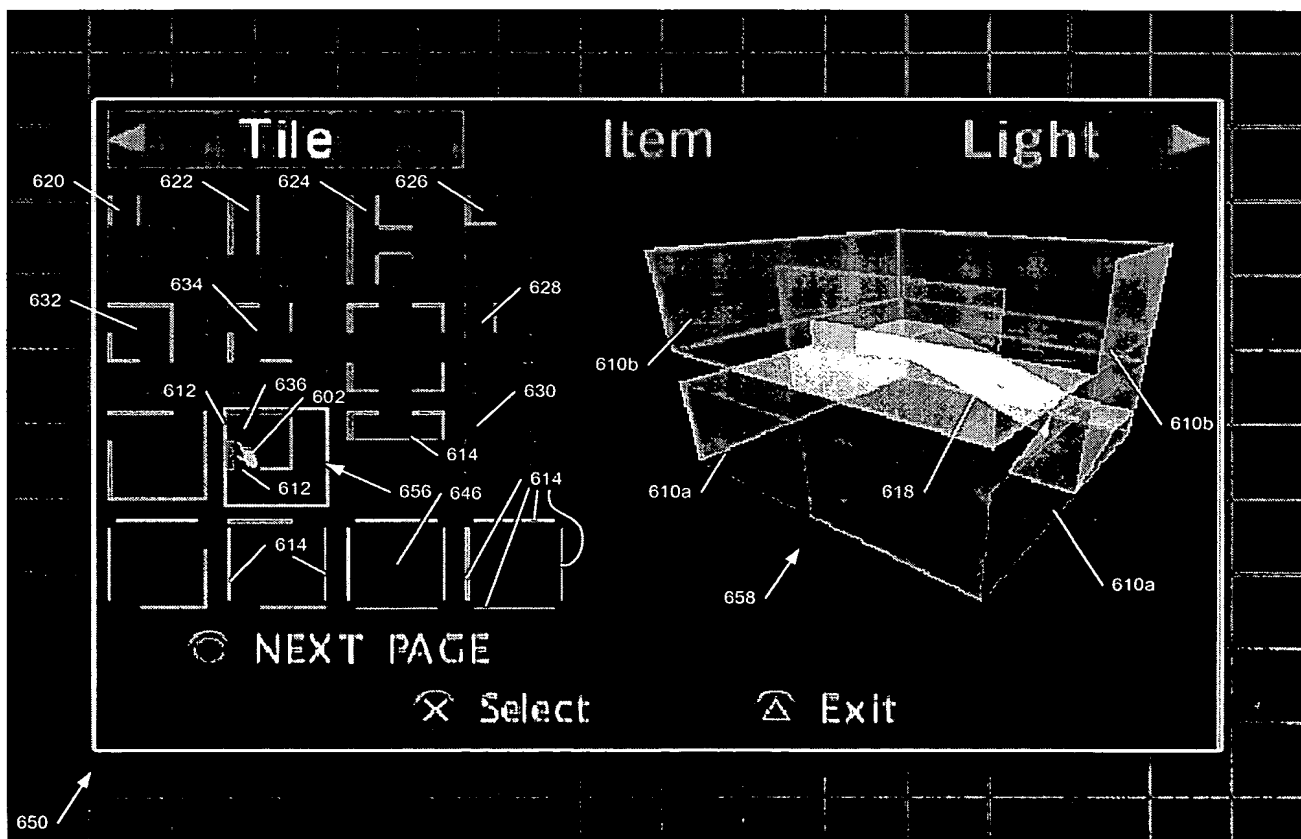 Tile Item Light
620 622 624 626
632 634 628
610b
612 636 602 630 610b
614
612 656 646 614 610a 618
614
658 610a
NEXT PAGE
Select Exit
650